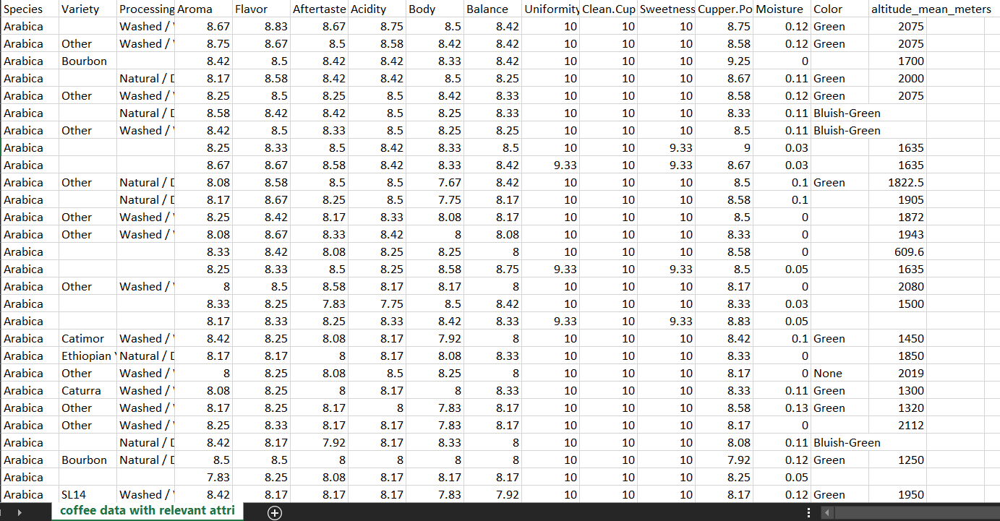 Species Variety Processing Aroma Flavor Aftertaste Acidity Body Balance Uniformity Clean.Cup Sweetness Cupper.Po Moisture Color altitude_mean_meters
Arabica Washed / 8.67 8.83 8.67 8.75 8.5 8.42 10 10 10 8.75 0.12 Green 2075
Arabica Other Washed / 8.75 8.67 8.5 8.58 8.42 8.42 10 10 10 8.58 0.12 Green 2075
Arabica Bourbon 8.42 8.5 8.42 8.42 8.33 8.42 10 10 10 9.25 0 1700
Arabica Natural / 8.17 8.58 8.42 8.42 8.5 8.25 10 10 10 8.67 0.11 Green 2000
Arabica Other Washed / 8.25 8.5 8.25 8.5 8.42 8.33 10 10 10 8.58 0.12 Green 2075
Arabica Natural / 8.58 8.42 8.42 8.5 8.25 8.33 10 10 10 8.33 0.11 Bluish-Green
Arabica Other Washed / 8.42 8.5 8.33 8.5 8.25 8.25 10 10 10 8.5 0.11 Bluish-Green
Arabica 8.25 8.33 8.5 8.42 8.33 8.5 10 10 9.33 9 0.03 1635
Arabica 8.67 8.67 8.58 8.42 8.33 8.42 9.33 10 9.33 8.67 0.03 1635
Arabica Other Natural / 8.08 8.58 8.5 8.5 7.67 8.42 10 10 10 8.5 0.1 Green 1822.5
Arabica Natural / 8.17 8.67 8.25 8.5 7.75 8.17 10 10 10 8.58 0.1 1905
Arabica Other Washed / 8.25 8.42 8.17 8.33 8.08 8.17 10 10 10 8.5 0 1872
Arabica Other Washed / 8.08 8.67 8.33 8.42 8 8.08 10 10 10 8.33 0 1943
Arabica 8.33 8.42 8.08 8.25 8.25 8 10 10 10 8.58 0 609.6
Arabica 8.25 8.33 8.5 8.25 8.58 8.75 9.33 10 9.33 8.5 0.05 1635
Arabica Other Washed / 8 8.5 8.58 8.17 8.17 8 10 10 10 8.17 0 2080
Arabica 8.33 8.25 7.83 7.75 8.5 8.42 10 10 10 8.33 0.03 1500
Arabica 8.17 8.33 8.25 8.33 8.42 8.33 9.33 10 9.33 8.83 0.05
Arabica Catimor Washed / 8.42 8.25 8.08 8.17 7.92 8 10 10 10 8.42 0.1 Green 1450
Arabica Ethiopian Natural / 8.17 8.17 8 8.17 8.08 8.33 10 10 10 8.33 0 1850
Arabica Other Washed / 8 8.25 8.08 8.5 8.25 8 10 10 10 8.17 0 None 2019
Arabica Caturra Washed / 8.08 8.25 8 8.17 8 8.33 10 10 10 8.33 0.11 Green 1300
Arabica Other Washed / 8.17 8.25 8.17 8 7.83 8.17 10 10 10 8.58 0.13 Green 1320
Arabica Other Washed / 8.25 8.33 8.17 8.17 7.83 8.17 10 10 10 8.17 0 2112
Arabica Natural / 8.42 8.17 7.92 8.17 8.33 8 10 10 10 8.08 0.11 Bluish-Green
Arabica Bourbon Natural / 8.5 8.5 8 8 8 8 10 10 10 7.92 0.12 Green 1250
Arabica 7.83 8.25 8.08 8.17 8.17 8.17 10 10 10 8.25 0.05
Arabica SL14 Washed / 8.42 8.17 8.17 8.17 7.83 7.92 10 10 10 8.17 0.12 Green 1950
coffee data with relevant attri